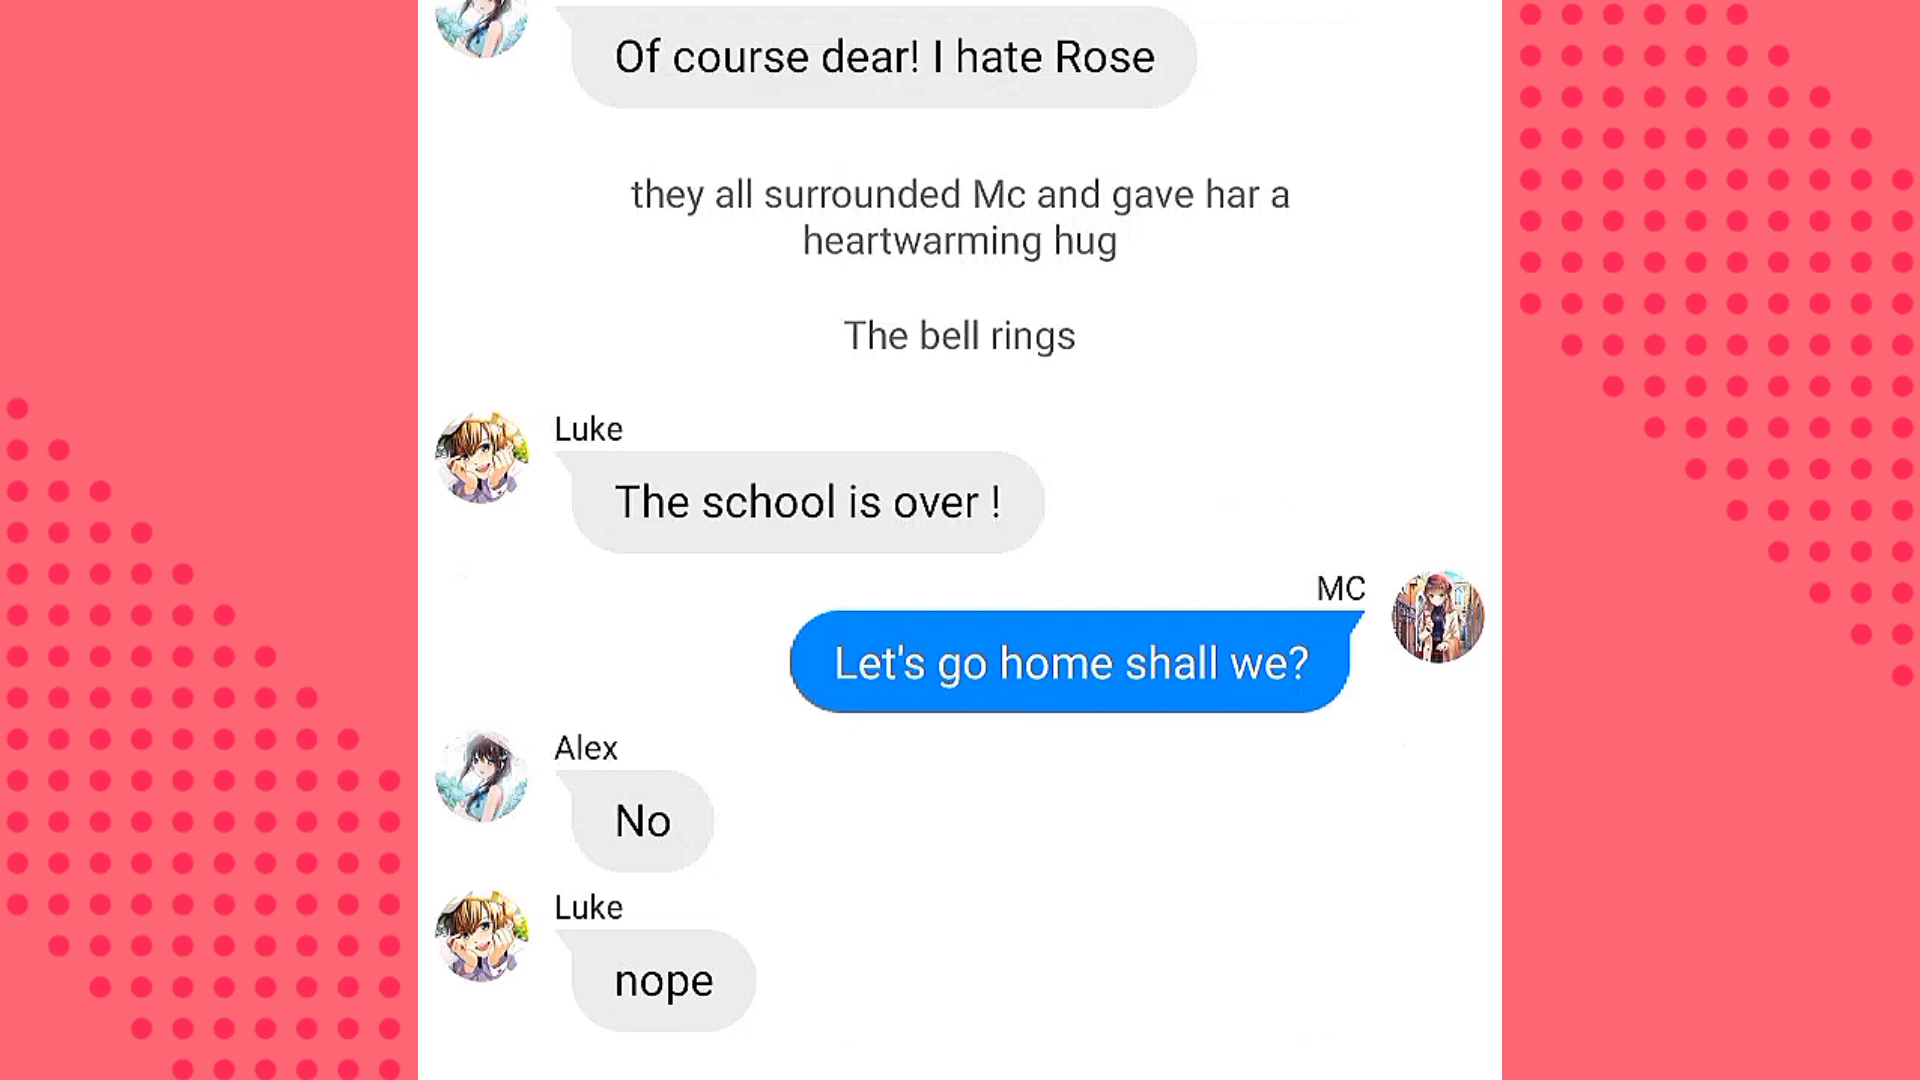 Of course dear! I hate Rose
they all surrounded Mc and gave har a
heartwarming hug
The bell rings
Luke
The school is over !
MC
Let's go home shall we?
Alex
No
Luke
nope